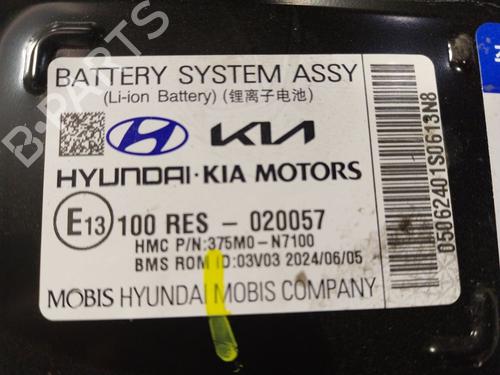 BATTERY SYSTEM ASSY
(Li-ion Battery) (锂离子电池)
KIA
HYUNDAI·KIA MOTORS
E13 100 RES - 020057
HMC P/N:375M0-N7100
BMS ROM ID:03V03 2024/06/05
MOBIS HYUNDAI MOBIS COMPANY
05062401S0613N8
B-PARTS